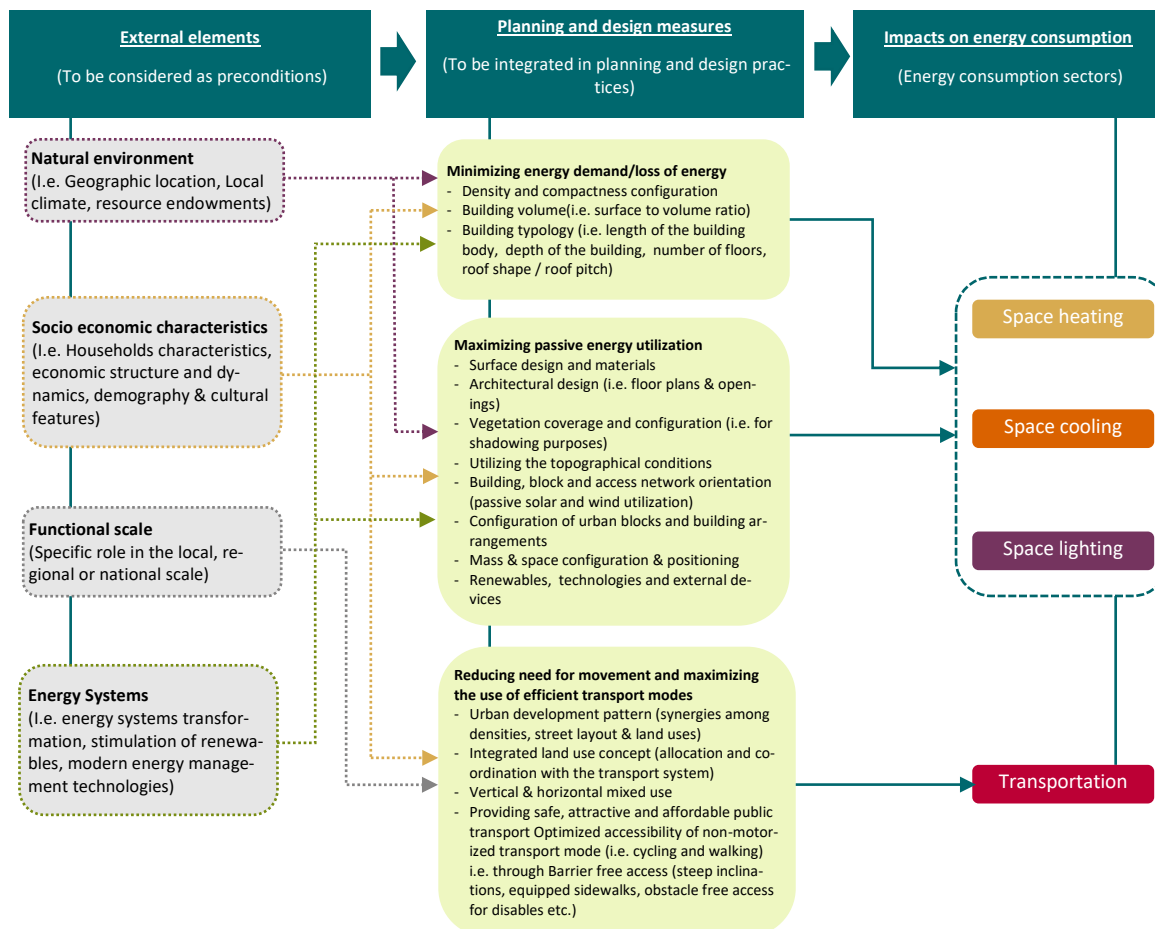 External elements
(To be considered as preconditions)
Planning and design measures
(To be integrated in planning and design prac-
tices)
Impacts on energy consumption
(Energy consumption sectors)
Natural environment
(I.e. Geographic location, Local
climate, resource endowments)
Socio economic characteristics
(I.e. Households characteristics,
economic structure and dy-
namics, demography & cultural
features)
Functional scale
(Specific role in the local, re-
gional or national scale)
Energy Systems
(I.e. energy systems transfor-
mation, stimulation of renewa-
bles, modern energy manage-
ment technologies)
Minimizing energy demand/loss of energy
- Density and compactness configuration
- Building volume(i.e. surface to volume ratio)
- Building typology (i.e. length of the building
body, depth of the building, number of floors,
roof shape / roof pitch)
Maximizing passive energy utilization
- Surface design and materials
- Architectural design (i.e. floor plans & open-
ings)
- Vegetation coverage and configuration (i.e. for
shadowing purposes)
- Utilizing the topographical conditions
- Building, block and access network orientation
(passive solar and wind utilization)
- Configuration of urban blocks and building ar-
rangements
- Mass & space configuration & positioning
- Renewables, technologies and external de-
vices
Reducing need for movement and maximizing
the use of efficient transport modes
- Urban development pattern (synergies among
densities, street layout & land uses)
- Integrated land use concept (allocation and co-
ordination with the transport system)
- Vertical & horizontal mixed use
- Providing safe, attractive and affordable public
transport Optimized accessibility of non-motor-
ized transport mode (i.e. cycling and walking)
i.e. through Barrier free access (steep inclina-
tions, equipped sidewalks, obstacle free access
for disables etc.)
Space heating
Space cooling
Space lighting
Transportation